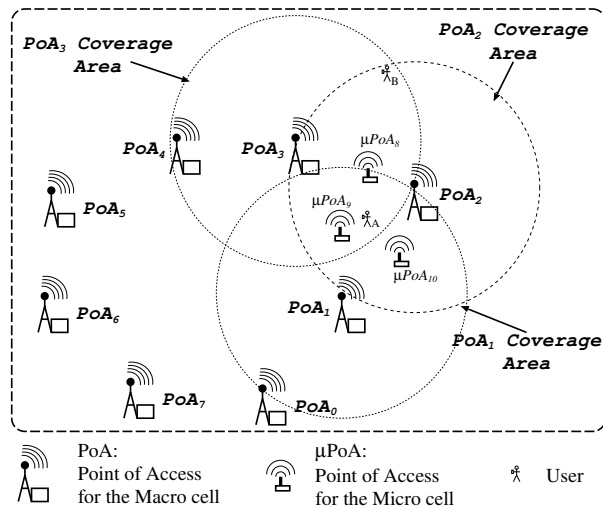 PoA3 Coverage
Area
PoA2 Coverage
Area
B
PoA4
PoA3
μPoA8
PoA2
PoA5
μPoA9
A
μPoA10
PoA6
PoA1
PoA1 Coverage
Area
PoA7
PoA0
PoA:
Point of Access
for the Macro cell
μPoA:
Point of Access
for the Micro cell
User